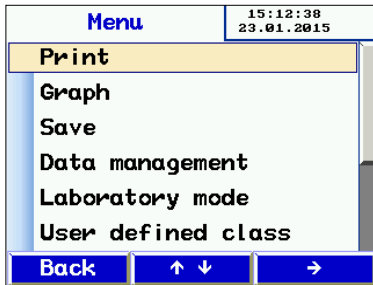 Menu
15:12:38
23.01.2015
Print
Graph
Save
Data management
Laboratory mode
User defined class
Back ↑ ↓ →